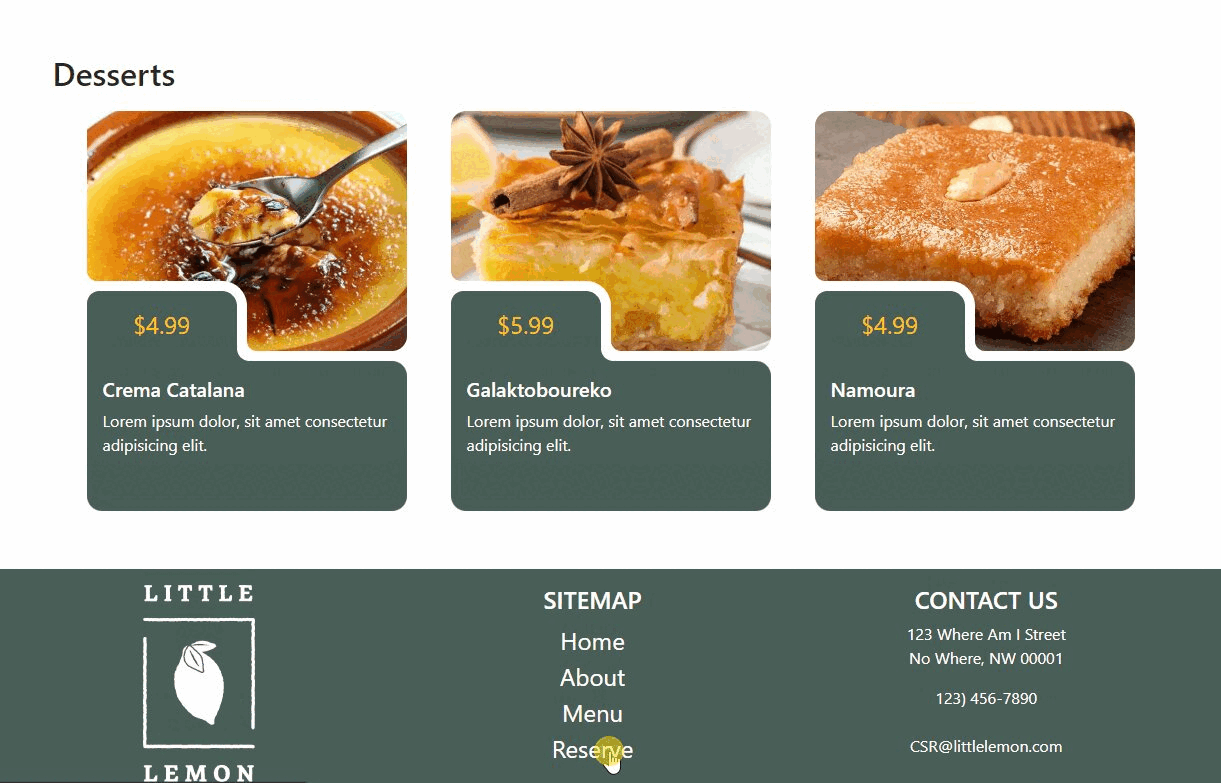 Desserts
$4.99
Crema Catalana
Lorem ipsum dolor, sit amet consectetur
adipisicing elit.
$5.99
Galaktoboureko
Lorem ipsum dolor, sit amet consectetur
adipisicing elit.
$4.99
Namoura
Lorem ipsum dolor, sit amet consectetur
adipisicing elit.
LITTLE
LEMON
SITEMAP
Home
About
Menu
Reserve
CONTACT US
123 Where Am I Street
No Where, NW 00001
123) 456-7890
CSR@littlelemon.com